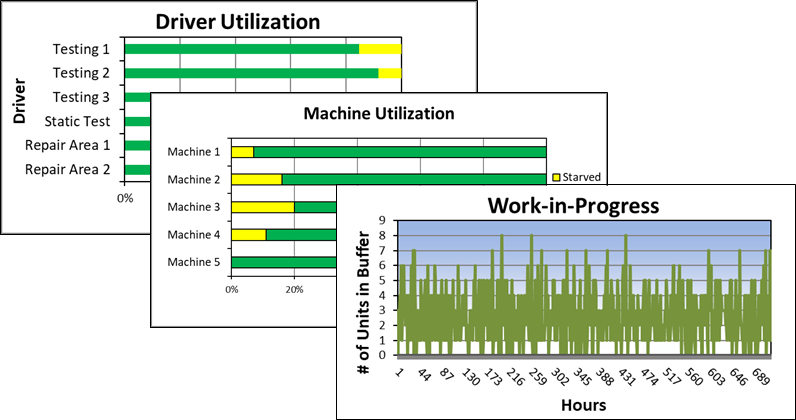 Driver Utilization
Driver
Testing 1
Testing 2
Testing 3
Static Test
Repair Area 1
Repair Area 2
0%
Machine Utilization
Machine 1
Machine 2
Machine 3
Machine 4
Machine 5
0% 20%
Starved
Work-in-Progress
# of Units in Buffer
9
8
7
6
5
4
3
2
1
0
1 44 87 130 173 216 259 302 345 388 431 474 517 560 603 646 689
Hours